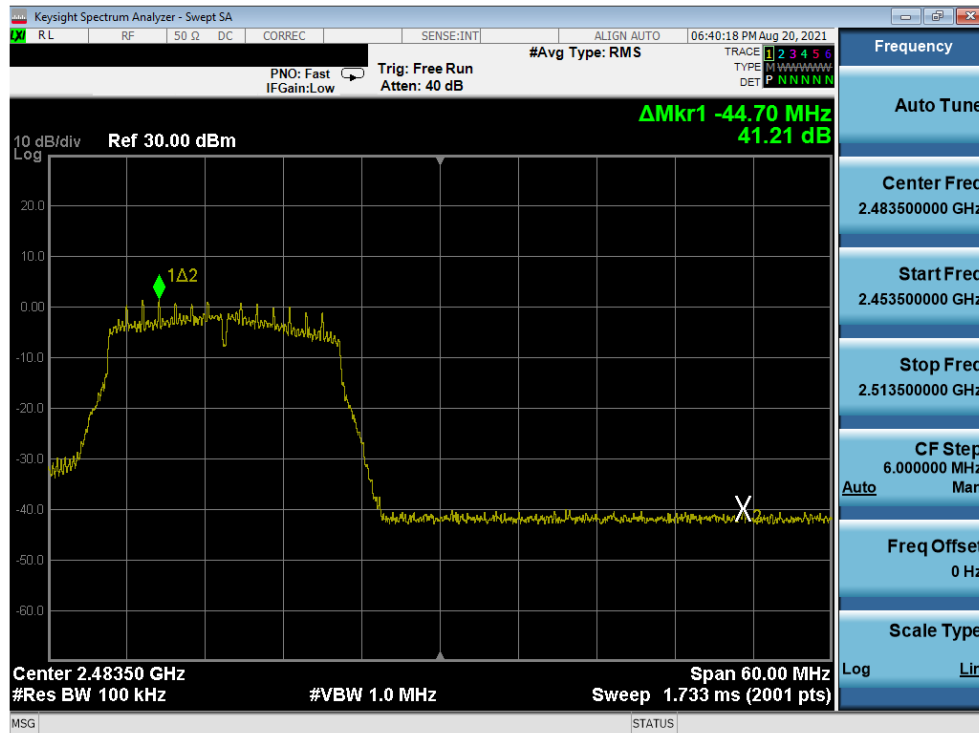 Keysight Spectrum Analyzer - Swept SA
LXI RL RF 50 Ω DC CORREC SENSE:INT ALIGN AUTO 06:40:18 PM Aug 20, 2021
#Avg Type: RMS TRACE 1 2 3 4 5 6
PNO: Fast Trig: Free Run TYPE M WWWWW
IFGain:Low Atten: 40 dB DET P N N N N N
ΔMkr1 -44.70 MHz
41.21 dB
10 dB/div Ref 30.00 dBm
Log
20.0
10.0
1Δ2
0.00
-10.0
-20.0
-30.0
-40.0
X2
-50.0
-60.0
Center 2.48350 GHz Span 60.00 MHz
#Res BW 100 kHz #VBW 1.0 MHz Sweep 1.733 ms (2001 pts)
MSG STATUS
Frequency
Auto Tune
Center Freq
2.483500000 GHz
Start Freq
2.453500000 GHz
Stop Freq
2.513500000 GHz
CF Step
6.000000 MHz
Auto Man
Freq Offset
0 Hz
Scale Type
Log Lin